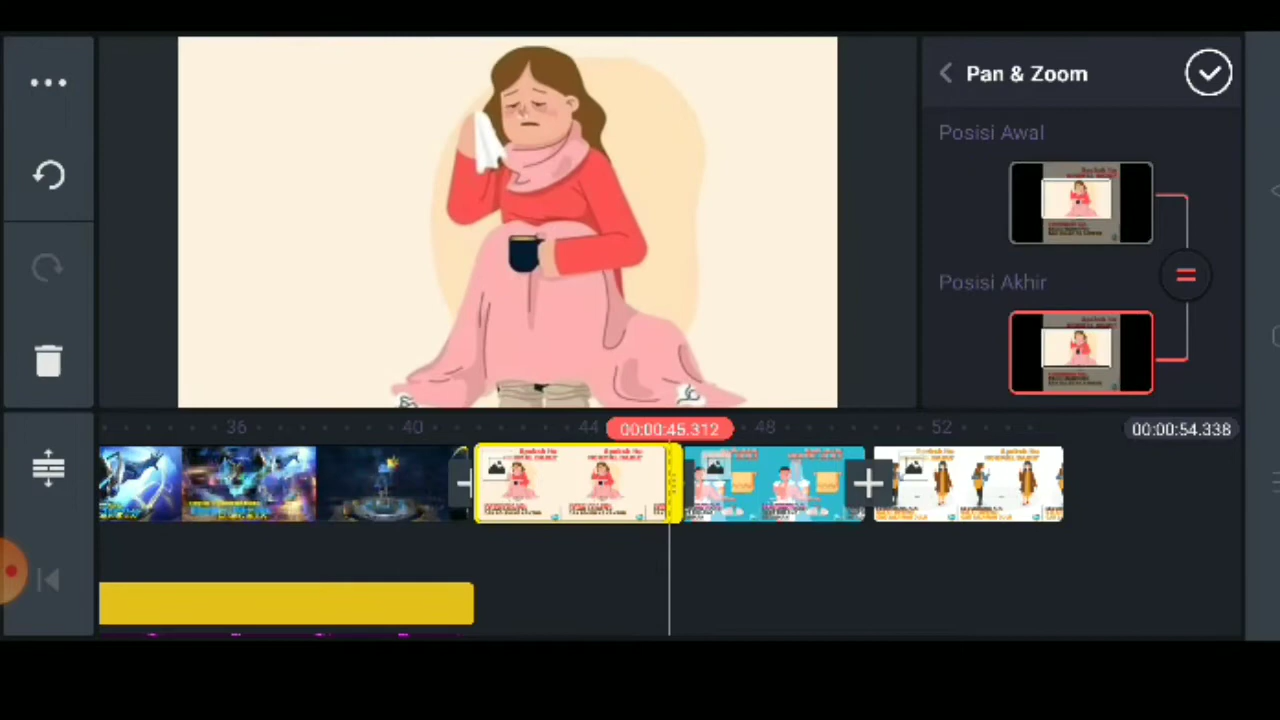 Pan & Zoom
Posisi Awal
Posisi Akhir
36
40
44
00:00:45.312
48
52
00:00:54.338